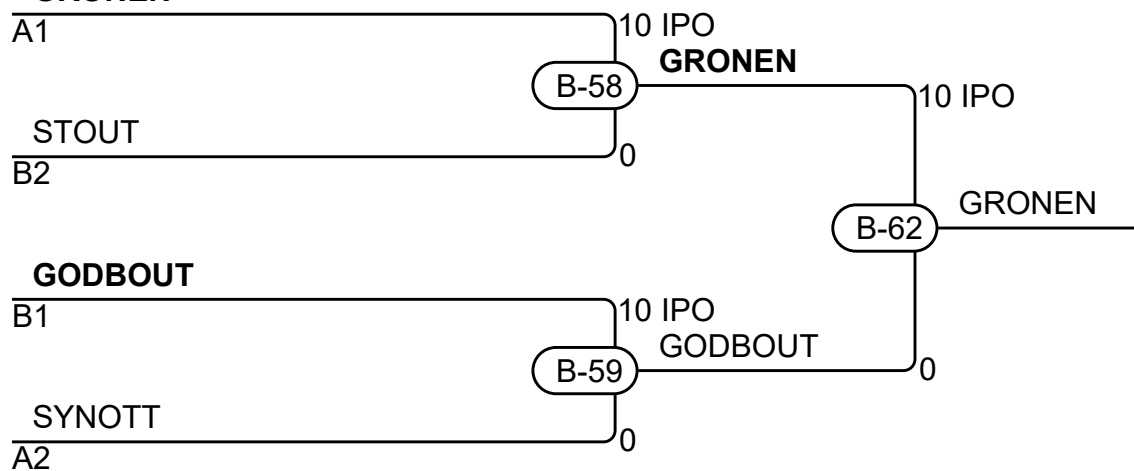 A1
10 IPO
GRONEN
B-58
10 IPO
STOUT
0
B2
GRONEN
B-62
GODBOUT
B1
10 IPO
GODBOUT
B-59
0
SYNOTT
0
A2